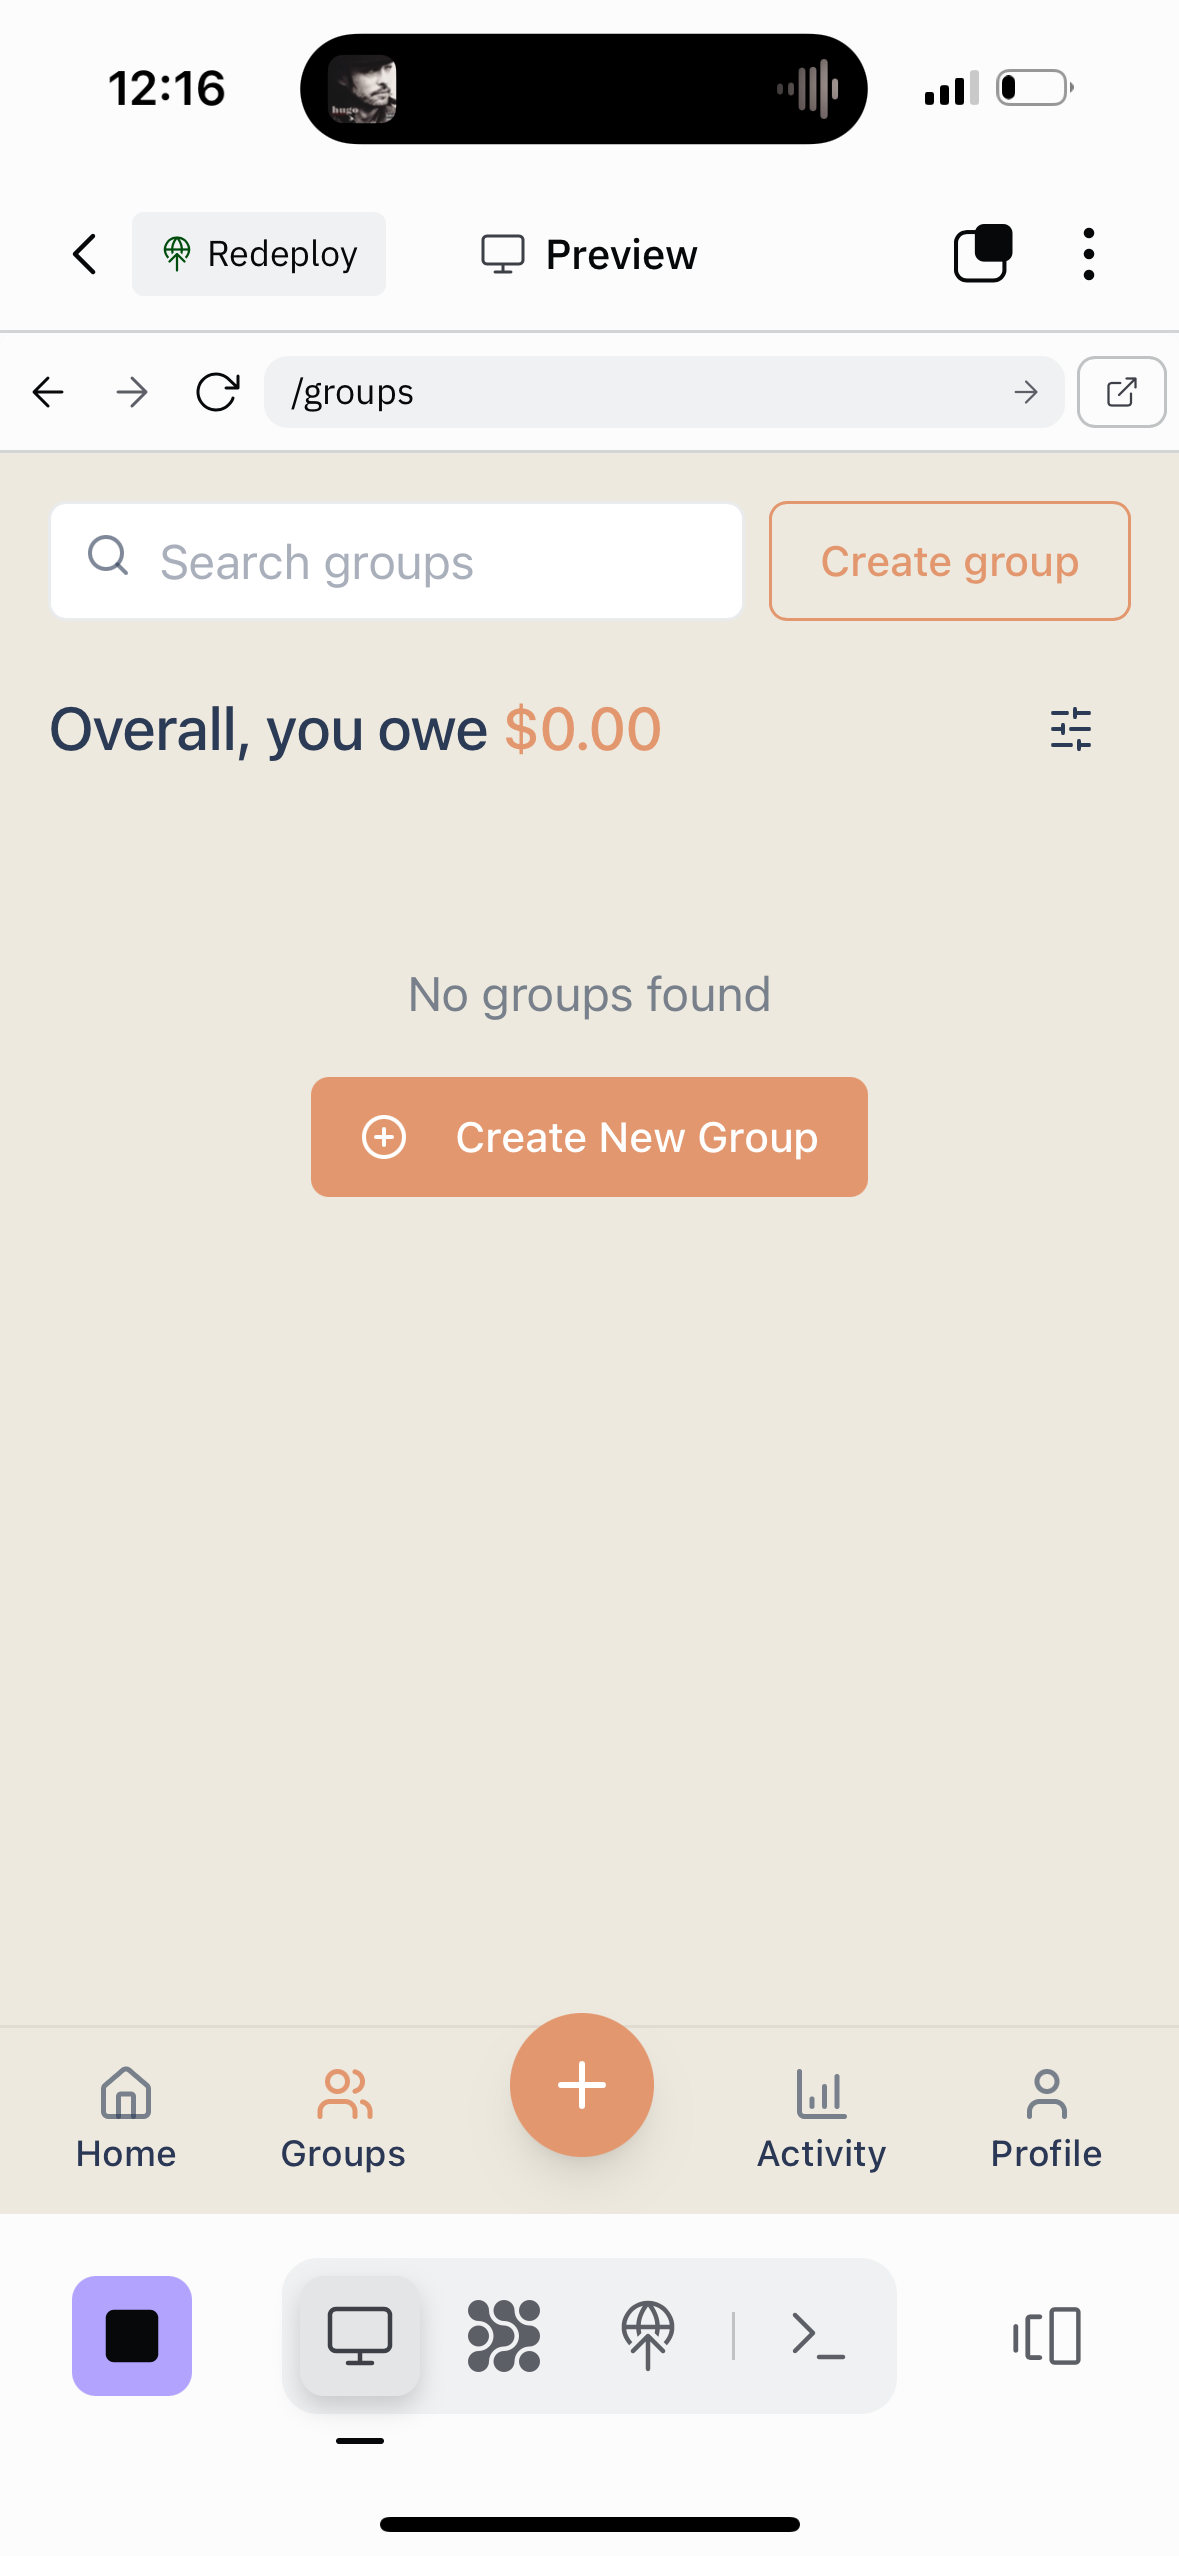 12:16
hugo
Redeploy
Preview
/groups
Search groups
Create group
Overall, you owe $0.00
No groups found
Create New Group
Home
Groups
Activity
Profile